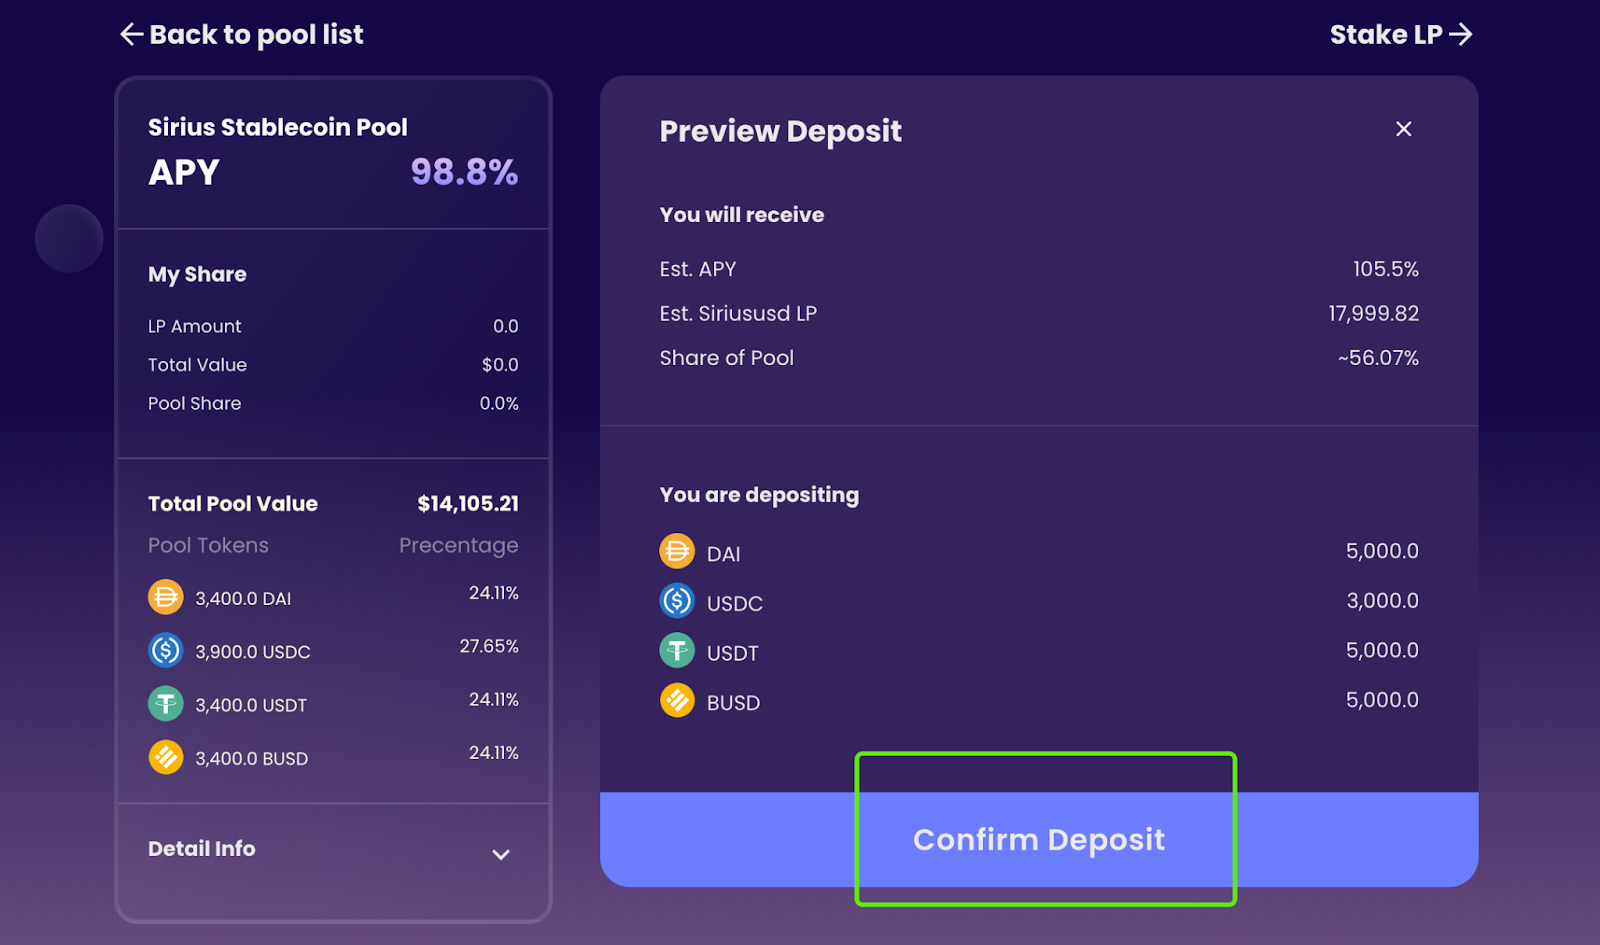 Back to pool list
Stake LP
Sirius Stablecoin Pool
APY 98.8%
My Share
LP Amount 0.0
Total Value $0.0
Pool Share 0.0%
Total Pool Value $14,105.21
Pool Tokens Precentage
3,400.0 DAI 24.11%
3,900.0 USDC 27.65%
3,400.0 USDT 24.11%
3,400.0 BUSD 24.11%
Detail Info
Preview Deposit
You will receive
Est. APY 105.5%
Est. Siriususd LP 17,999.82
Share of Pool ~56.07%
You are depositing
DAI 5,000.0
USDC 3,000.0
USDT 5,000.0
BUSD 5,000.0
Confirm Deposit